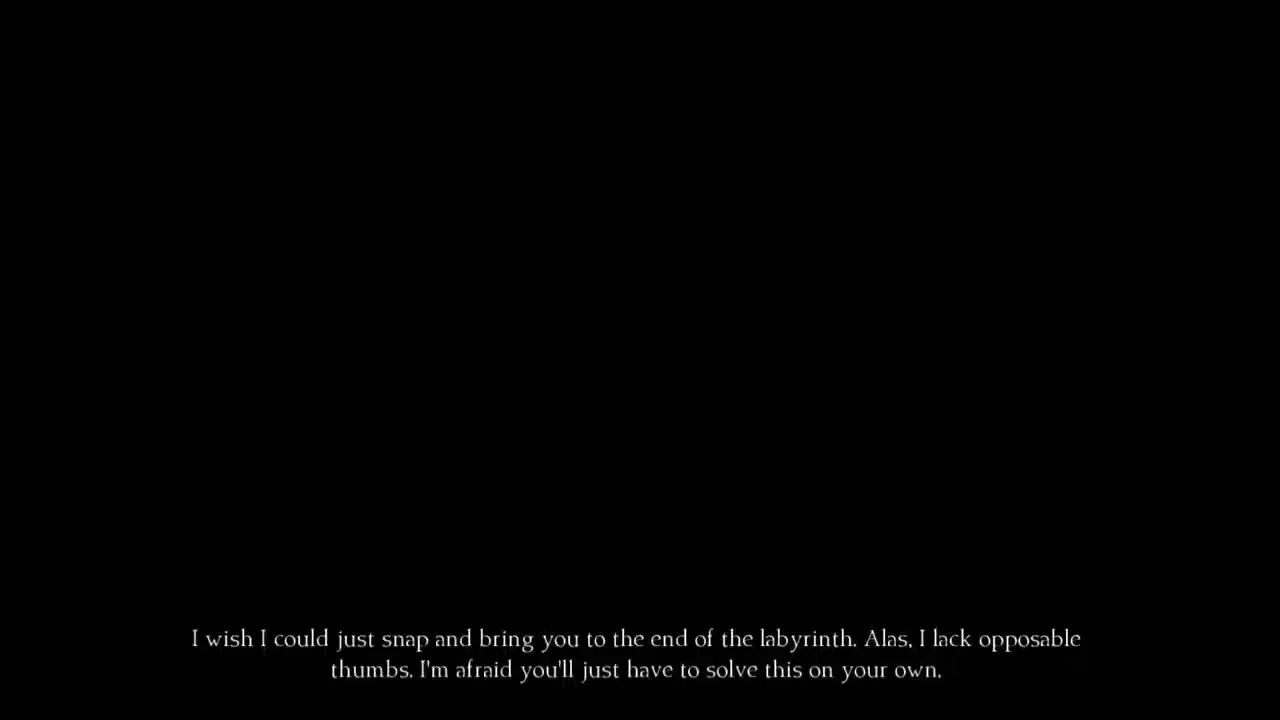 I wish I could just snap and bring you to the end of the labyrinth. Alas, I lack opposable
thumbs. I'm afraid you'll just have to solve this on your own.